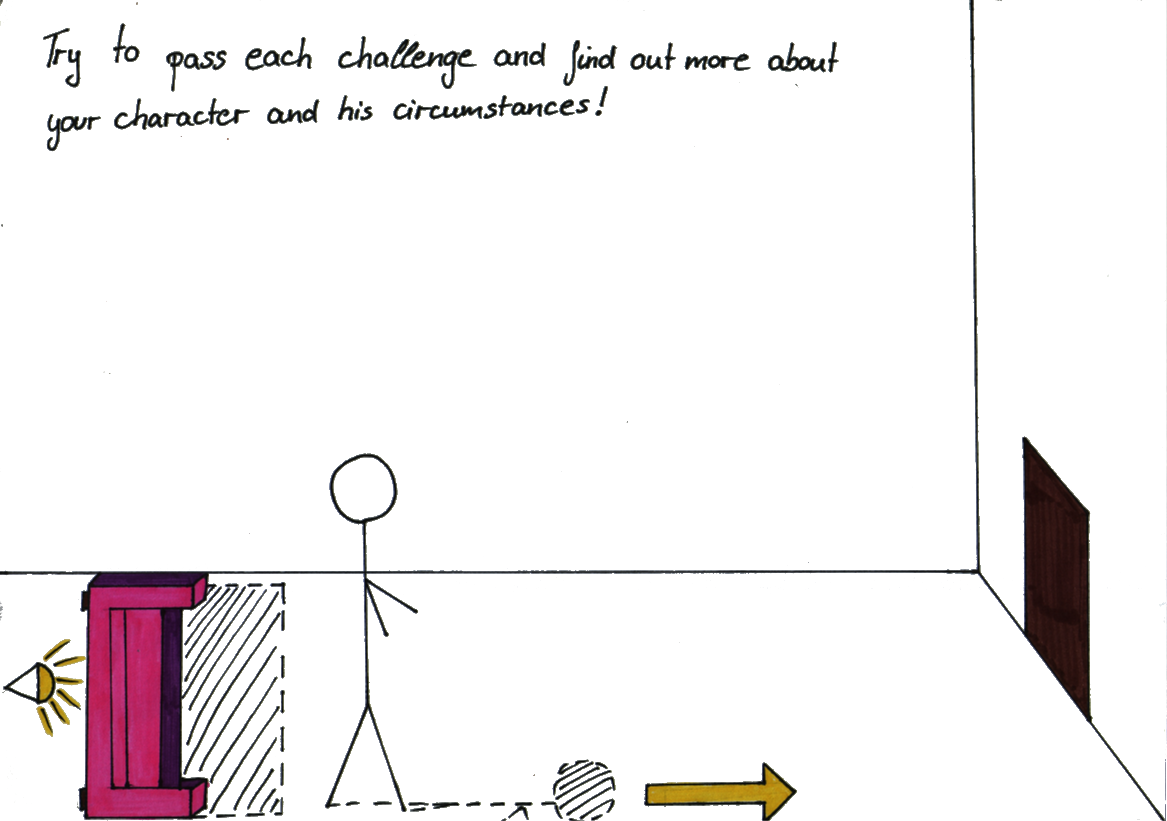 Try to pass each challenge and find out more about
your character and his circumstances!